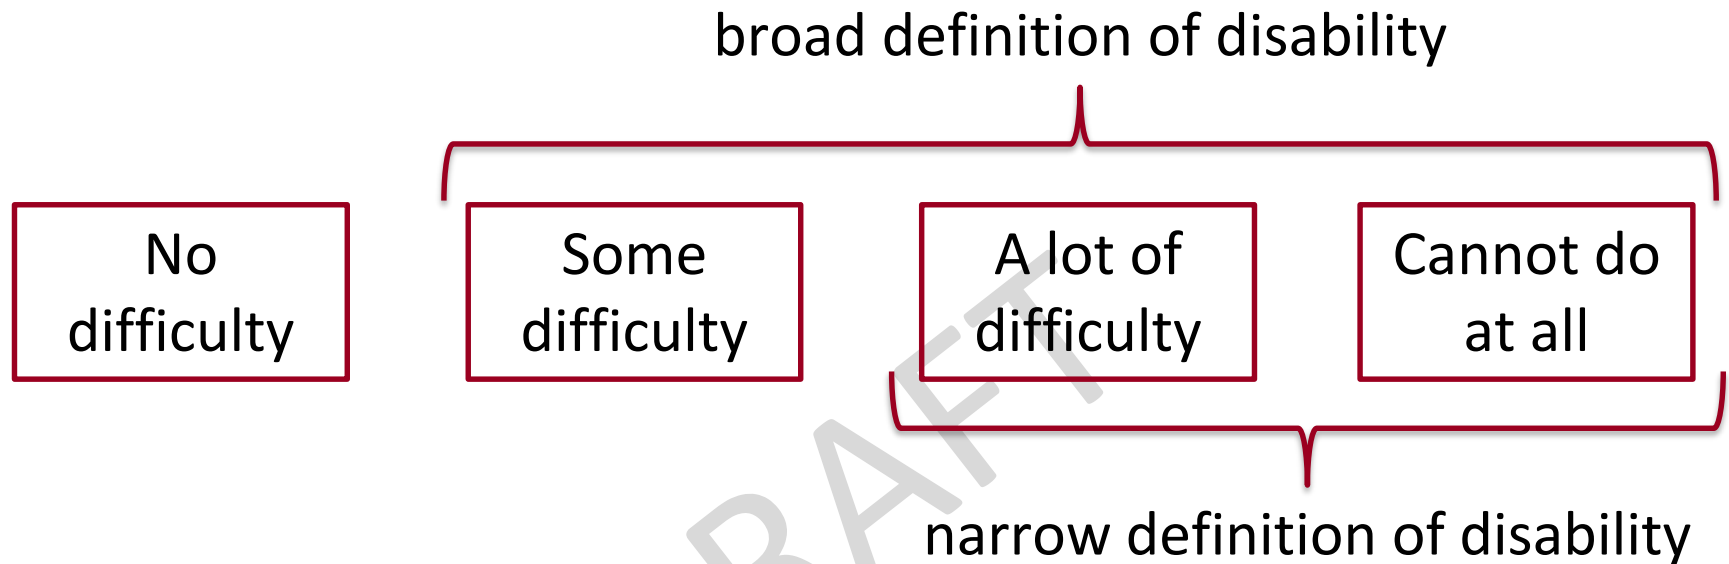 broad definition of disability
No
difficulty
Some
difficulty
A lot of
difficulty
Cannot do
at all
narrow definition of disability
RAFT